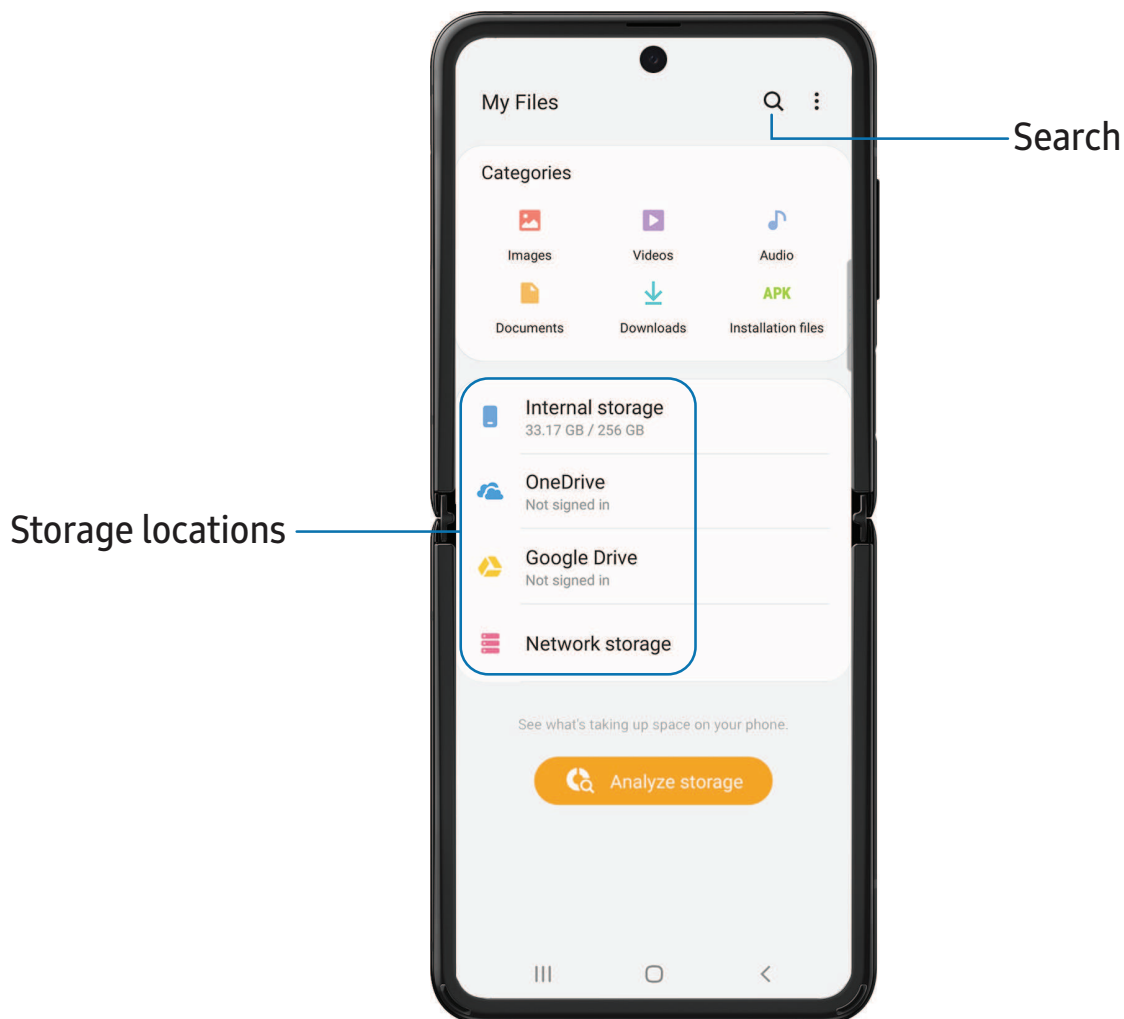 My Files
Search
Categories
Images Videos Audio
APK
Documents Downloads Installation files
Internal storage
33.17 GB / 256 GB
OneDrive
Not signed in
Storage locations
Google Drive
Not signed in
Network storage
See what's taking up space on your phone.
Analyze storage